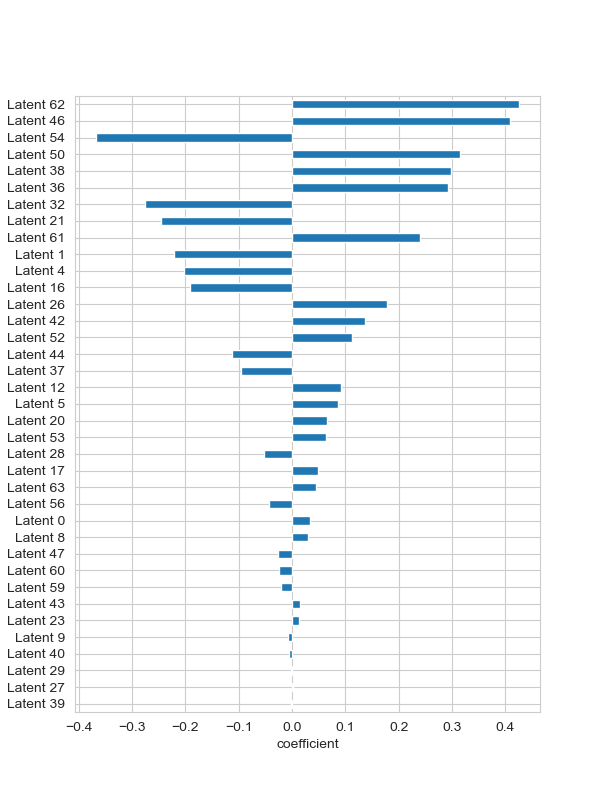 Latent 62
Latent 46
Latent 54
Latent 50
Latent 38
Latent 36
Latent 32
Latent 21
Latent 61
Latent 1
Latent 4
Latent 16
Latent 26
Latent 42
Latent 52
Latent 44
Latent 37
Latent 12
Latent 5
Latent 20
Latent 53
Latent 28
Latent 17
Latent 63
Latent 56
Latent 0
Latent 8
Latent 47
Latent 60
Latent 59
Latent 43
Latent 23
Latent 9
Latent 40
Latent 29
Latent 27
Latent 39
−0.4 −0.3 −0.2 −0.1 0.0 0.1 0.2 0.3 0.4
coefficient